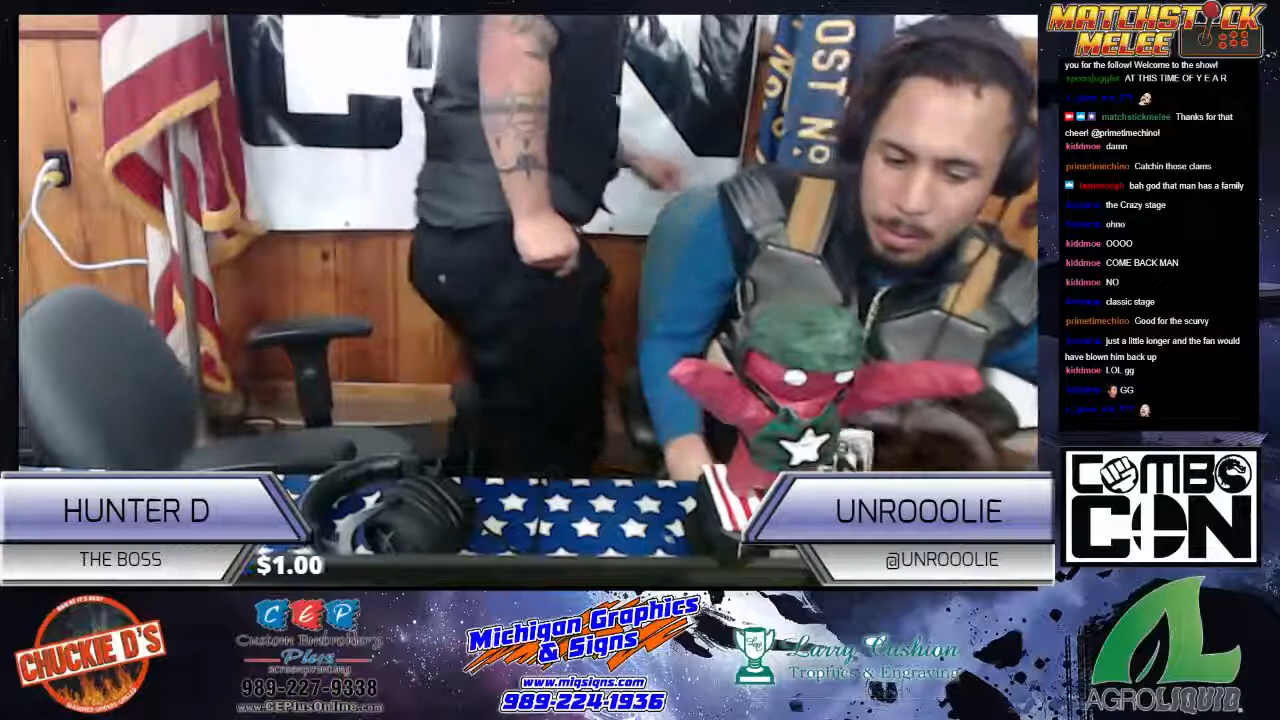 MATCHSTICK
MELEE
you for the follow! Welcome to the show!
AT THIS TIME OF Y E A R
matchstickmelee Thanks for that
cheer! @primetimechino!
kiddmoe damn
primetimechino Catchin those clams
bah god that man has a family
the Crazy stage
ohno
kiddmoe OOOO
kiddmoe COME BACK MAN
kiddmoe NO
classic stage
primetimechino Good for the scurvy
just a little longer and the fan would
have blown him back up
kiddmoe LOL gg
GG
OST NO.
No
COMBO
CON
HUNTER D
THE BOSS
$1.00
UNROOOLIE
@UNROOOLIE
CHUCKIE D'S
CEP
Custom Embroidery
Plus
screenprinting
989-227-9338
www.CEPlusOnline.com
Michigan Graphics
& Signs
www.migsigns.com
989-224-1936
Larry Cushion
Trophies & Engraving
AGROLIQUID